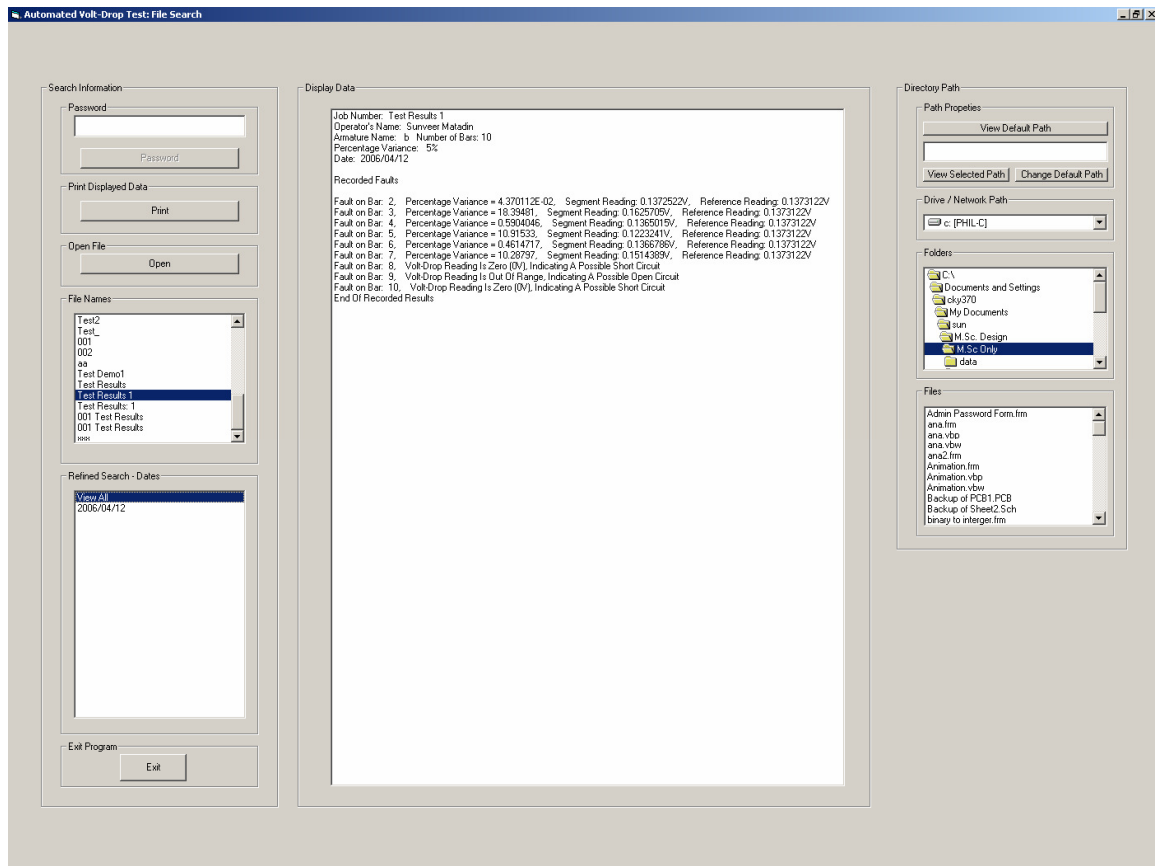 Automated Volt-Drop Test: File Search
Search Information
Password
Password
Print Displayed Data
Print
Open File
Open
File Names
Test2
Test_
001
002
aa
Test Demo1
Test Results
Test Results 1
Test Results: 1
001 Test Results
001 Test Results
xxx
Refined Search - Dates
View All
2006/04/12
Exit Program
Exit
Display Data
Job Number: Test Results 1
Operator's Name: Sunveer Matadin
Armature Name: b Number of Bars: 10
Percentage Variance: 5%
Date: 2006/04/12
Recorded Faults
Fault on Bar: 2, Percentage Variance = 4.370112E-02, Segment Reading: 0.1372522V, Reference Reading: 0.1373122V
Fault on Bar: 3, Percentage Variance = 18.39481, Segment Reading: 0.1625705V, Reference Reading: 0.1373122V
Fault on Bar: 4, Percentage Variance = 0.5904046, Segment Reading: 0.1365015V, Reference Reading: 0.1373122V
Fault on Bar: 5, Percentage Variance = 10.91533, Segment Reading: 0.1223241V, Reference Reading: 0.1373122V
Fault on Bar: 6, Percentage Variance = 0.4614717, Segment Reading: 0.1366786V, Reference Reading: 0.1373122V
Fault on Bar: 7, Percentage Variance = 10.28797, Segment Reading: 0.1514389V, Reference Reading: 0.1373122V
Fault on Bar: 8, Volt-Drop Reading Is Zero (0V), Indicating A Possible Short Circuit
Fault on Bar: 9, Volt-Drop Reading Is Out Of Range, Indicating A Possible Open Circuit
Fault on Bar: 10, Volt-Drop Reading Is Zero (0V), Indicating A Possible Short Circuit
End Of Recorded Results
Directory Path
Path Propeties
View Default Path
View Selected Path Change Default Path
Drive / Network Path
c: [PHIL-C]
Folders
C:\
Documents and Settings
cky370
My Documents
sun
M.Sc. Design
M.Sc Only
data
Files
Admin Password Form.frm
ana.frm
ana.vbp
ana.vbw
ana2.frm
Animation.frm
Animation.vbp
Animation.vbw
Backup of PCB1.PCB
Backup of Sheet2.Sch
binary to interger.frm